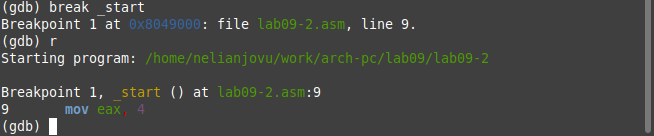 (gdb) break _start
Breakpoint 1 at 0x8049000: file lab09-2.asm, line 9.
(gdb) r
Starting program: /home/nelianjovu/work/arch-pc/lab09/lab09-2
Breakpoint 1, _start () at lab09-2.asm:9
9 mov eax, 4
(gdb)